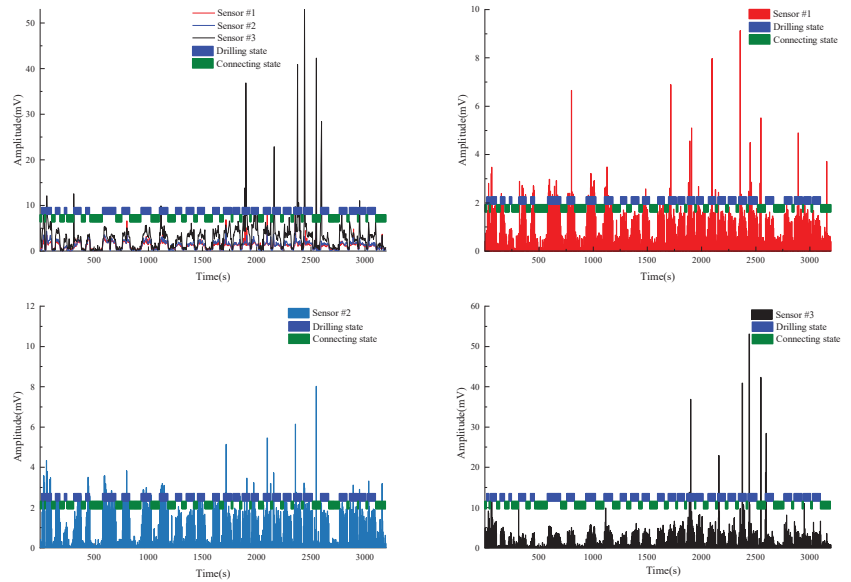 Sensor #1
Sensor #2
Sensor #3
Drilling state
Connecting state
Amplitude(mV)
50
40
30
20
10
0
500
1000
1500
2000
2500
3000
Time(s)
Sensor #1
Drilling state
Connecting state
Amplitude(mV)
10
8
6
4
2
0
500
1000
1500
2000
2500
3000
Time(s)
Sensor #2
Drilling state
Connecting state
Amplitude(mV)
12
10
8
6
4
2
0
500
1000
1500
2000
2500
3000
Time(s)
Sensor #3
Drilling state
Connecting state
Amplitude(mV)
60
50
40
30
20
10
0
500
1000
1500
2000
2500
3000
Time(s)